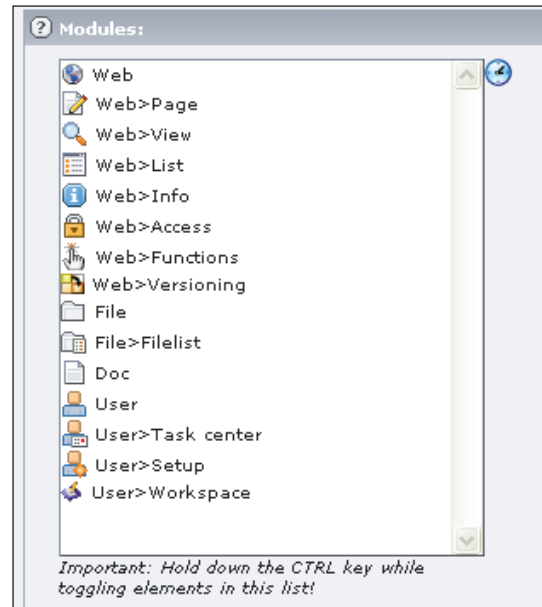 Modules:
Web
Web>Page
Web>View
Web>List
Web>Info
Web>Access
Web>Functions
Web>Versioning
File
File>Filelist
Doc
User
User>Task center
User>Setup
User>Workspace
Important: Hold down the CTRL key while
toggling elements in this list!